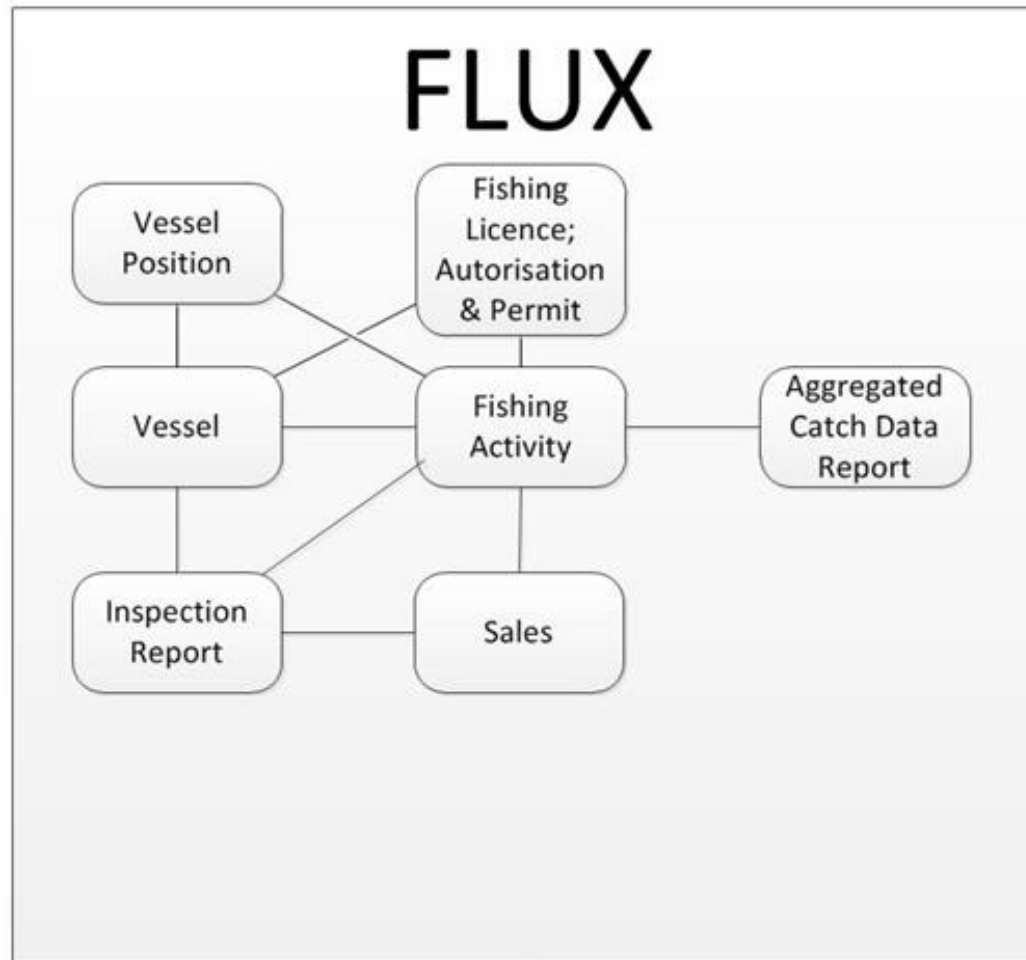 FLUX
Vessel
Position
Fishing
Licence;
Autorisation
& Permit
Vessel
Fishing
Activity
Aggregated
Catch Data
Report
Inspection
Report
Sales